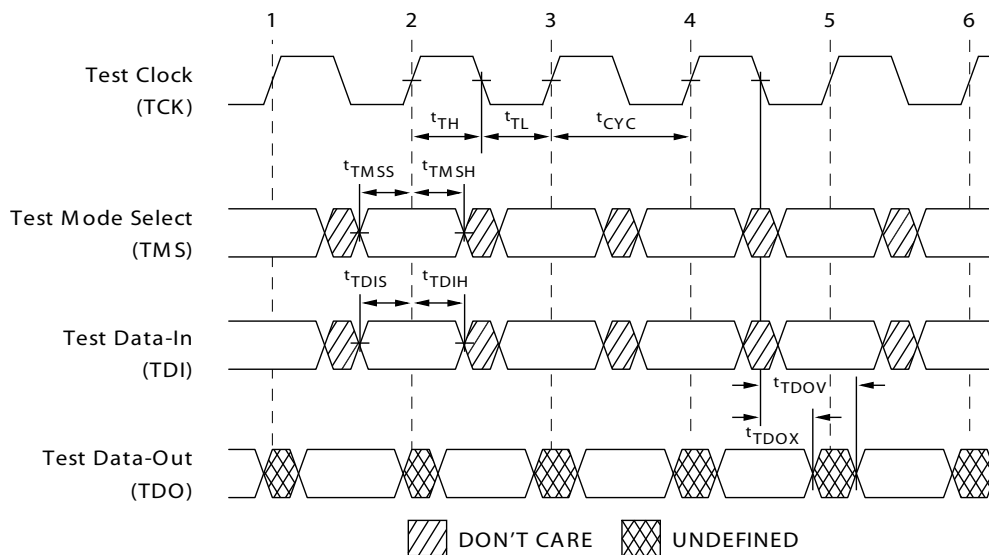 1 2 3 4 5 6
Test Clock
(TCK)
tTH tTL tCYC
tTMSS tTMSH
Test Mode Select
(TMS)
tTDIS tTDIH
Test Data-In
(TDI)
tTDOV
tTDOX
Test Data-Out
(TDO)
DON'T CARE UNDEFINED